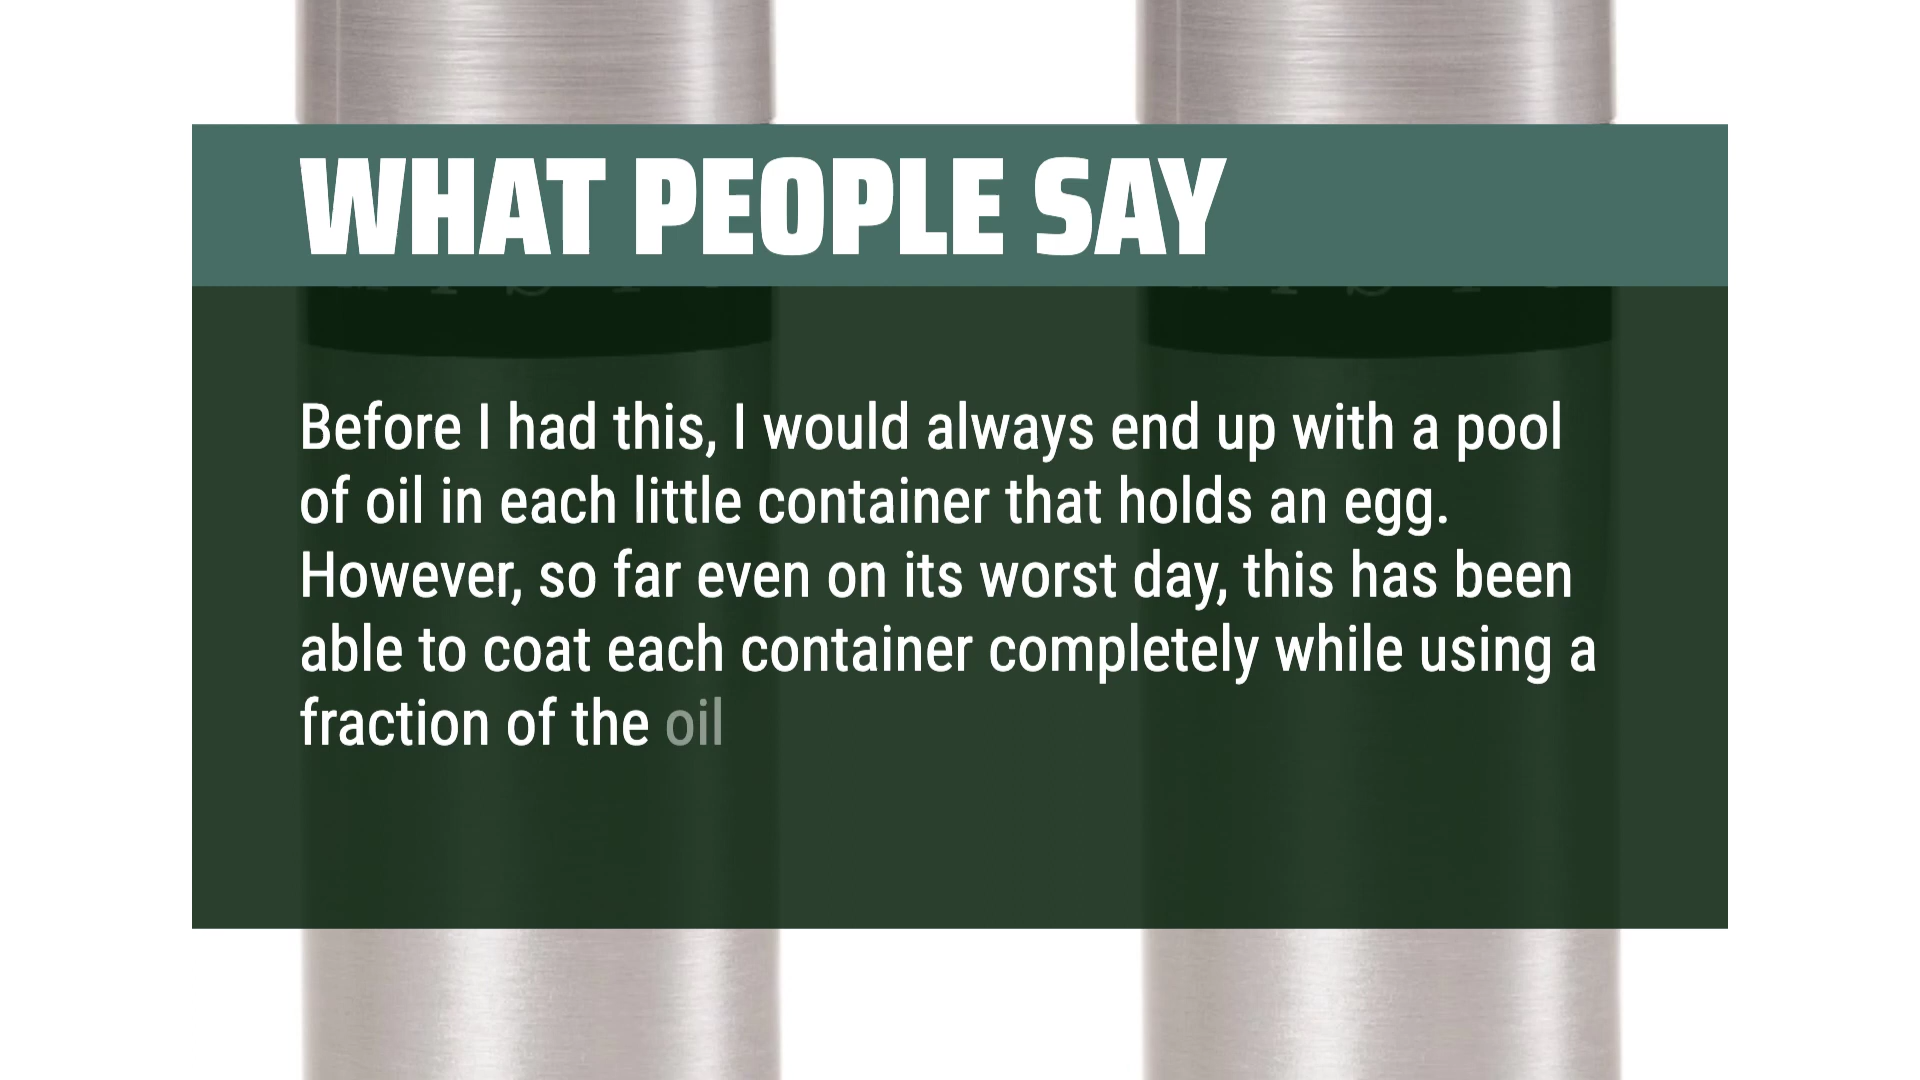 WHAT PEOPLE SAY
Before I had this, I would always end up with a pool
of oil in each little container that holds an egg.
However, so far even on its worst day, this has been
able to coat each container completely while using a
fraction of the oil